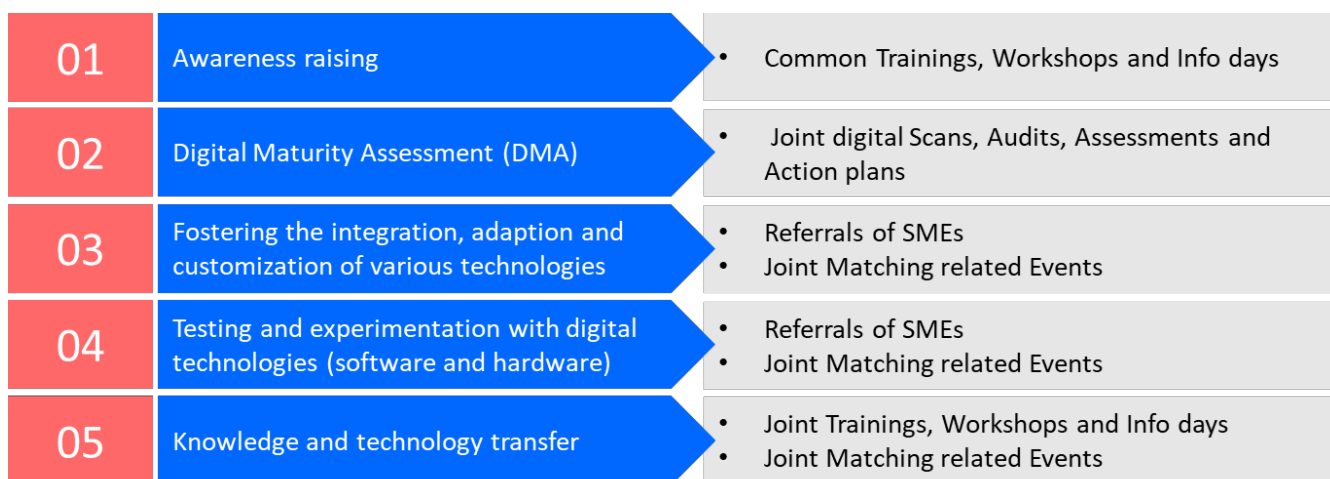 01
Awareness raising
• Common Trainings, Workshops and Info days
02
Digital Maturity Assessment (DMA)
• Joint digital Scans, Audits, Assessments and
Action plans
03
Fostering the integration, adaption and
customization of various technologies
• Referrals of SMEs
• Joint Matching related Events
04
Testing and experimentation with digital
technologies (software and hardware)
• Referrals of SMEs
• Joint Matching related Events
05
Knowledge and technology transfer
• Joint Trainings, Workshops and Info days
• Joint Matching related Events